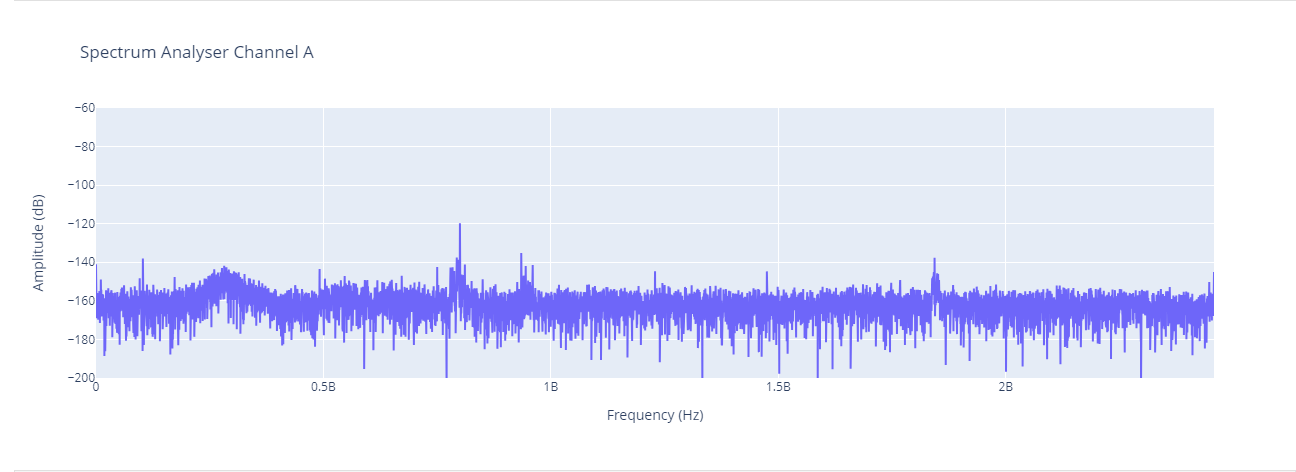 Spectrum Analyser Channel A
−60
−80
−100
−120
−140
−160
−180
−200
Amplitude (dB)
0 0.5B 1B 1.5B 2B
Frequency (Hz)